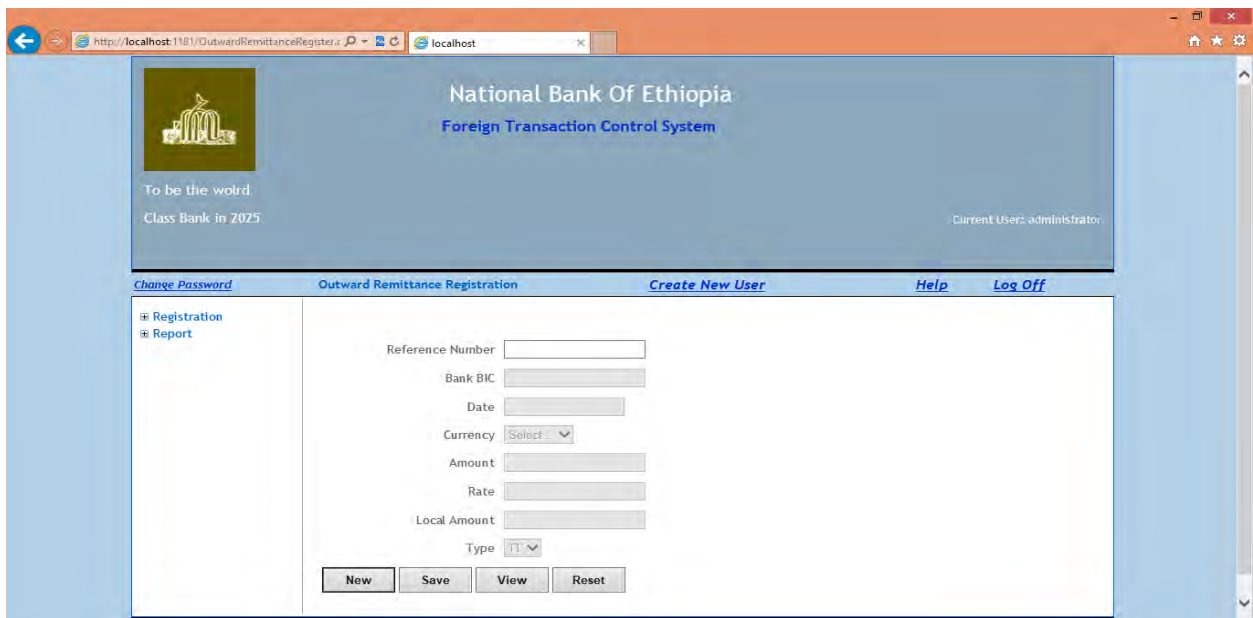 http://localhost:1181/OutwardRemittanceRegister.a
localhost
National Bank Of Ethiopia
Foreign Transaction Control System
To be the wolrd
Class Bank in 2025
Current User: administrator
Change Password Outward Remittance Registration Create New User Help Log Off
Registration
Report
Reference Number
Bank BIC
Date
Currency Select
Amount
Rate
Local Amount
Type TT
New Save View Reset